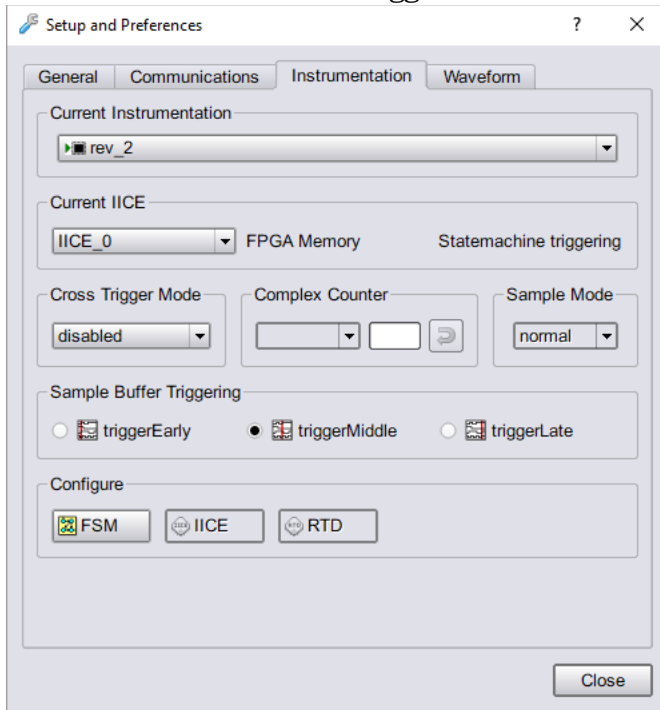 Setup and Preferences ? ×
General Communications Instrumentation Waveform
Current Instrumentation
rev_2
Current IICE
IICE_0 FPGA Memory Statemachine triggering
Cross Trigger Mode Complex Counter Sample Mode
disabled normal
Sample Buffer Triggering
triggerEarly triggerMiddle triggerLate
Configure
FSM IICE RTD
Close